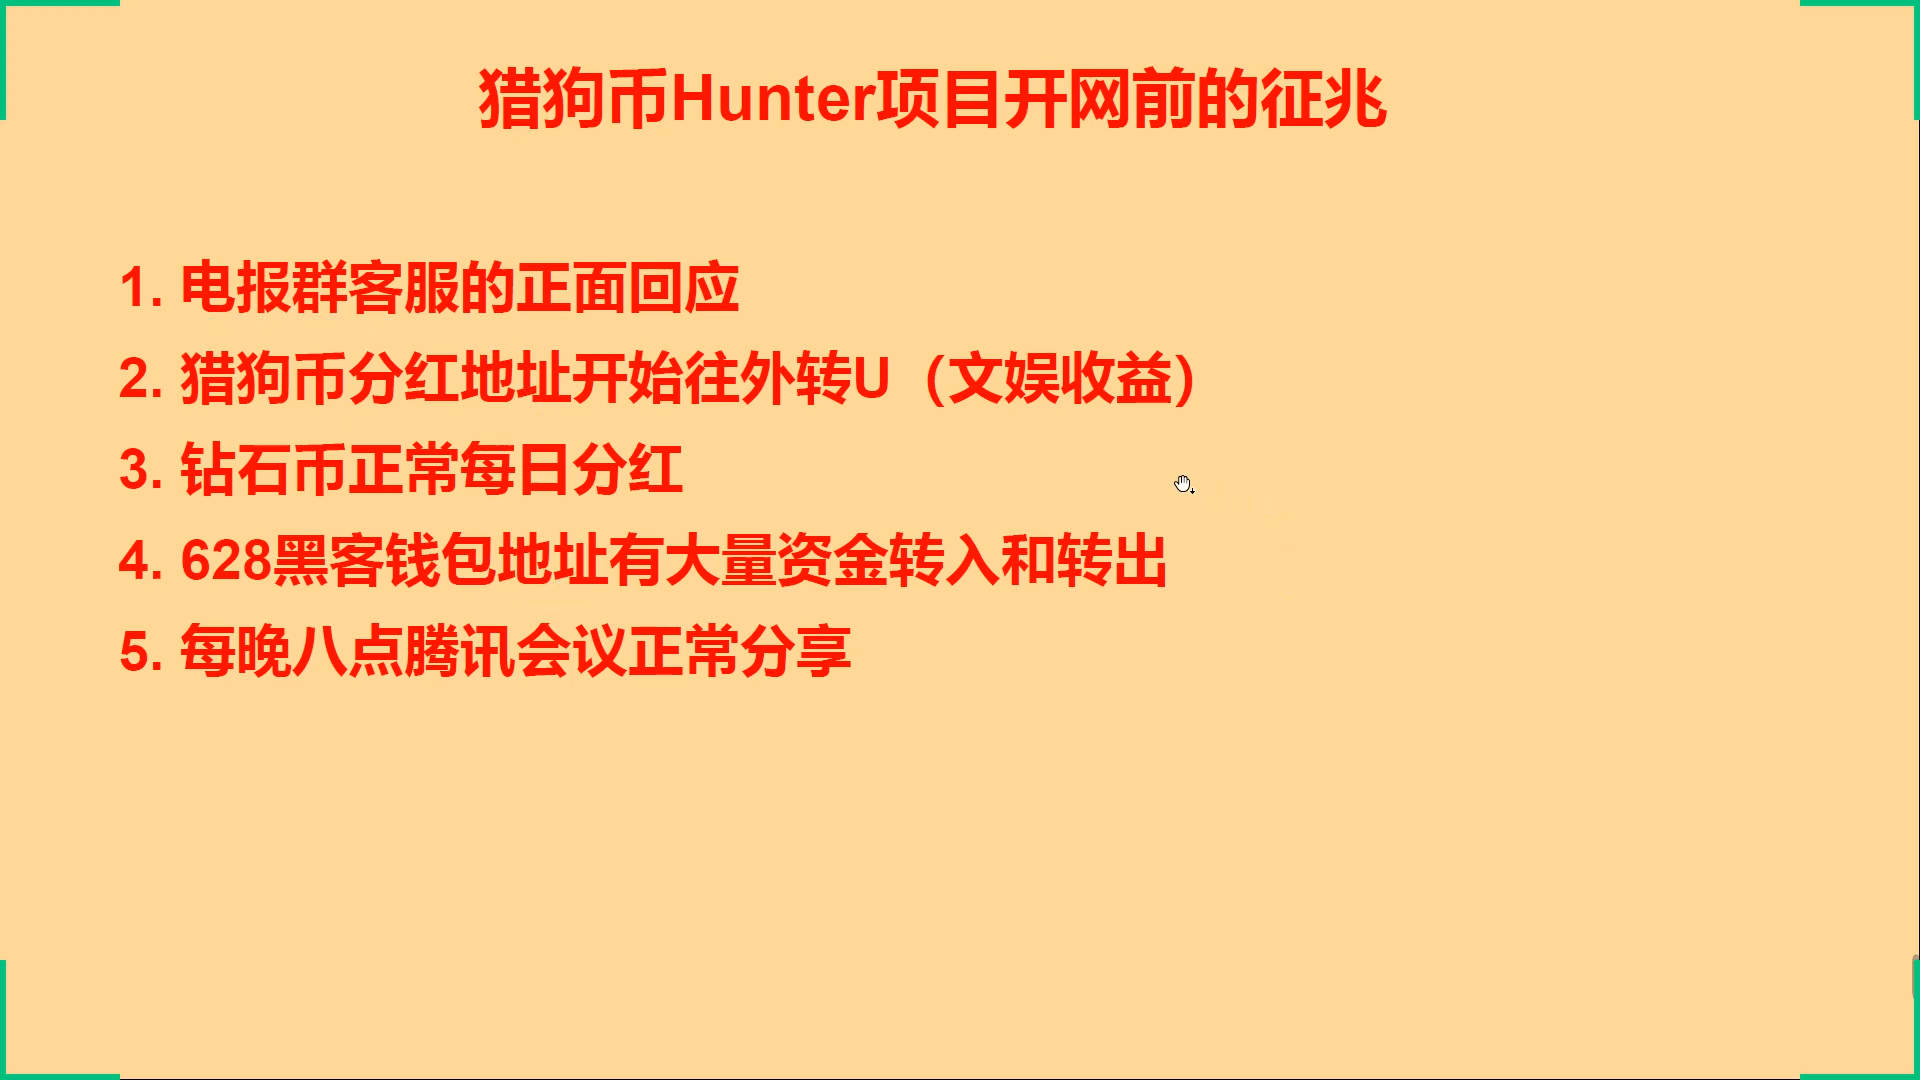 猎狗币Hunter项目开网前的征兆
1. 电报群客服的正面回应
2. 猎狗币分红地址开始往外转U（文娱收益）
3. 钻石币正常每日分红
4. 628黑客钱包地址有大量资金转入和转出
5. 每晚八点腾讯会议正常分享